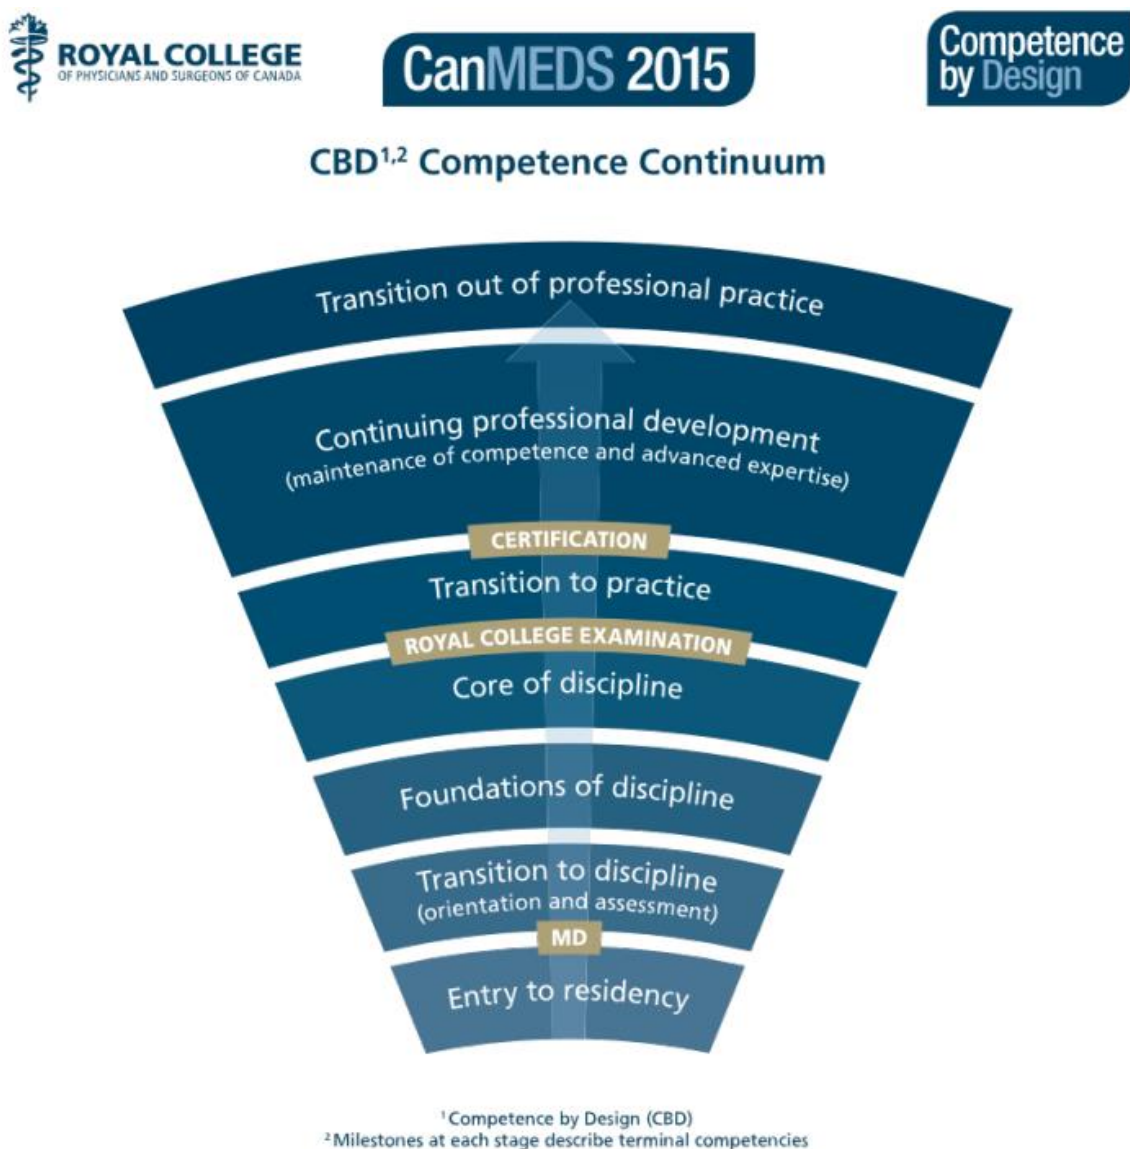 ROYAL COLLEGE
OF PHYSICIANS AND SURGEONS OF CANADA
CanMEDS 2015
Competence
by Design
CBD1,2 Competence Continuum
Transition out of professional practice
Continuing professional development
(maintenance of competence and advanced expertise)
CERTIFICATION
Transition to practice
ROYAL COLLEGE EXAMINATION
Core of discipline
Foundations of discipline
Transition to discipline
(orientation and assessment)
MD
Entry to residency
1 Competence by Design (CBD)
2 Milestones at each stage describe terminal competencies